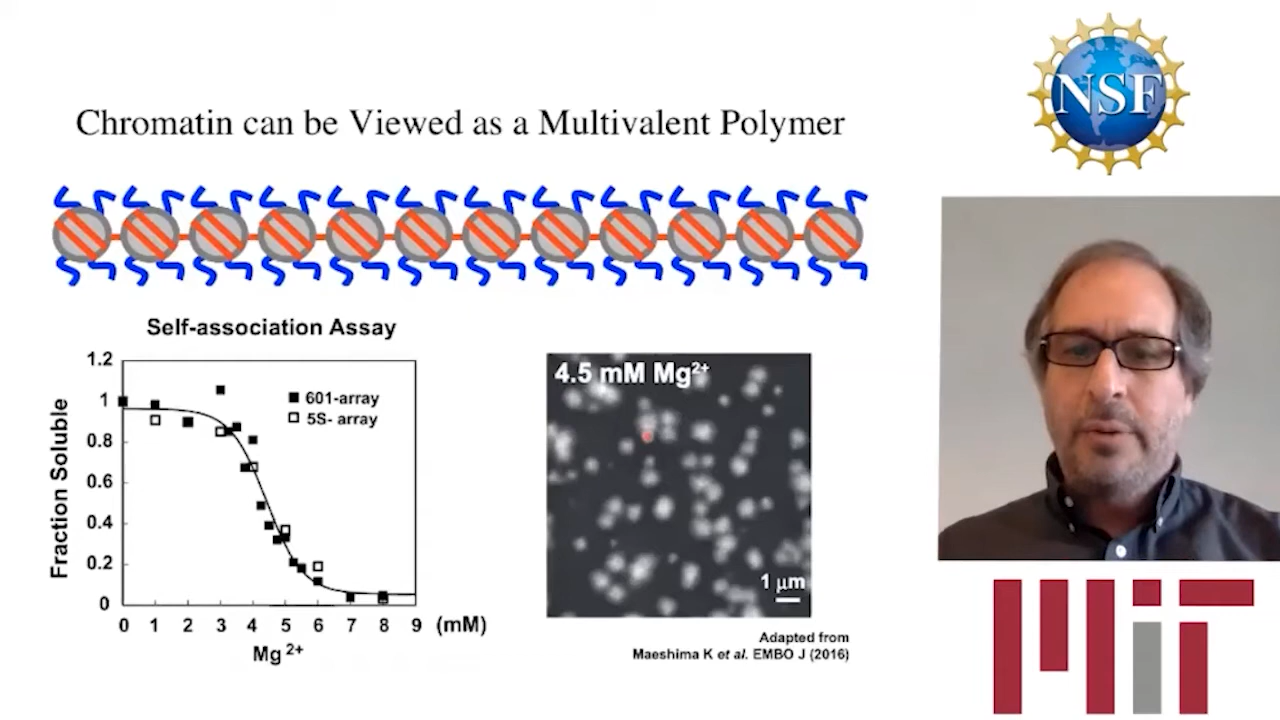 NSF
Chromatin can be Viewed as a Multivalent Polymer
Self-association Assay
Fraction Soluble
1.2
1
0.8
0.6
0.4
0.2
0
601-array
5S- array
0 1 2 3 4 5 6 7 8 9 (mM)
Mg2+
4.5 mM Mg2+
1 μm
Adapted from
Maeshima K et al. EMBO J (2016)
MIT